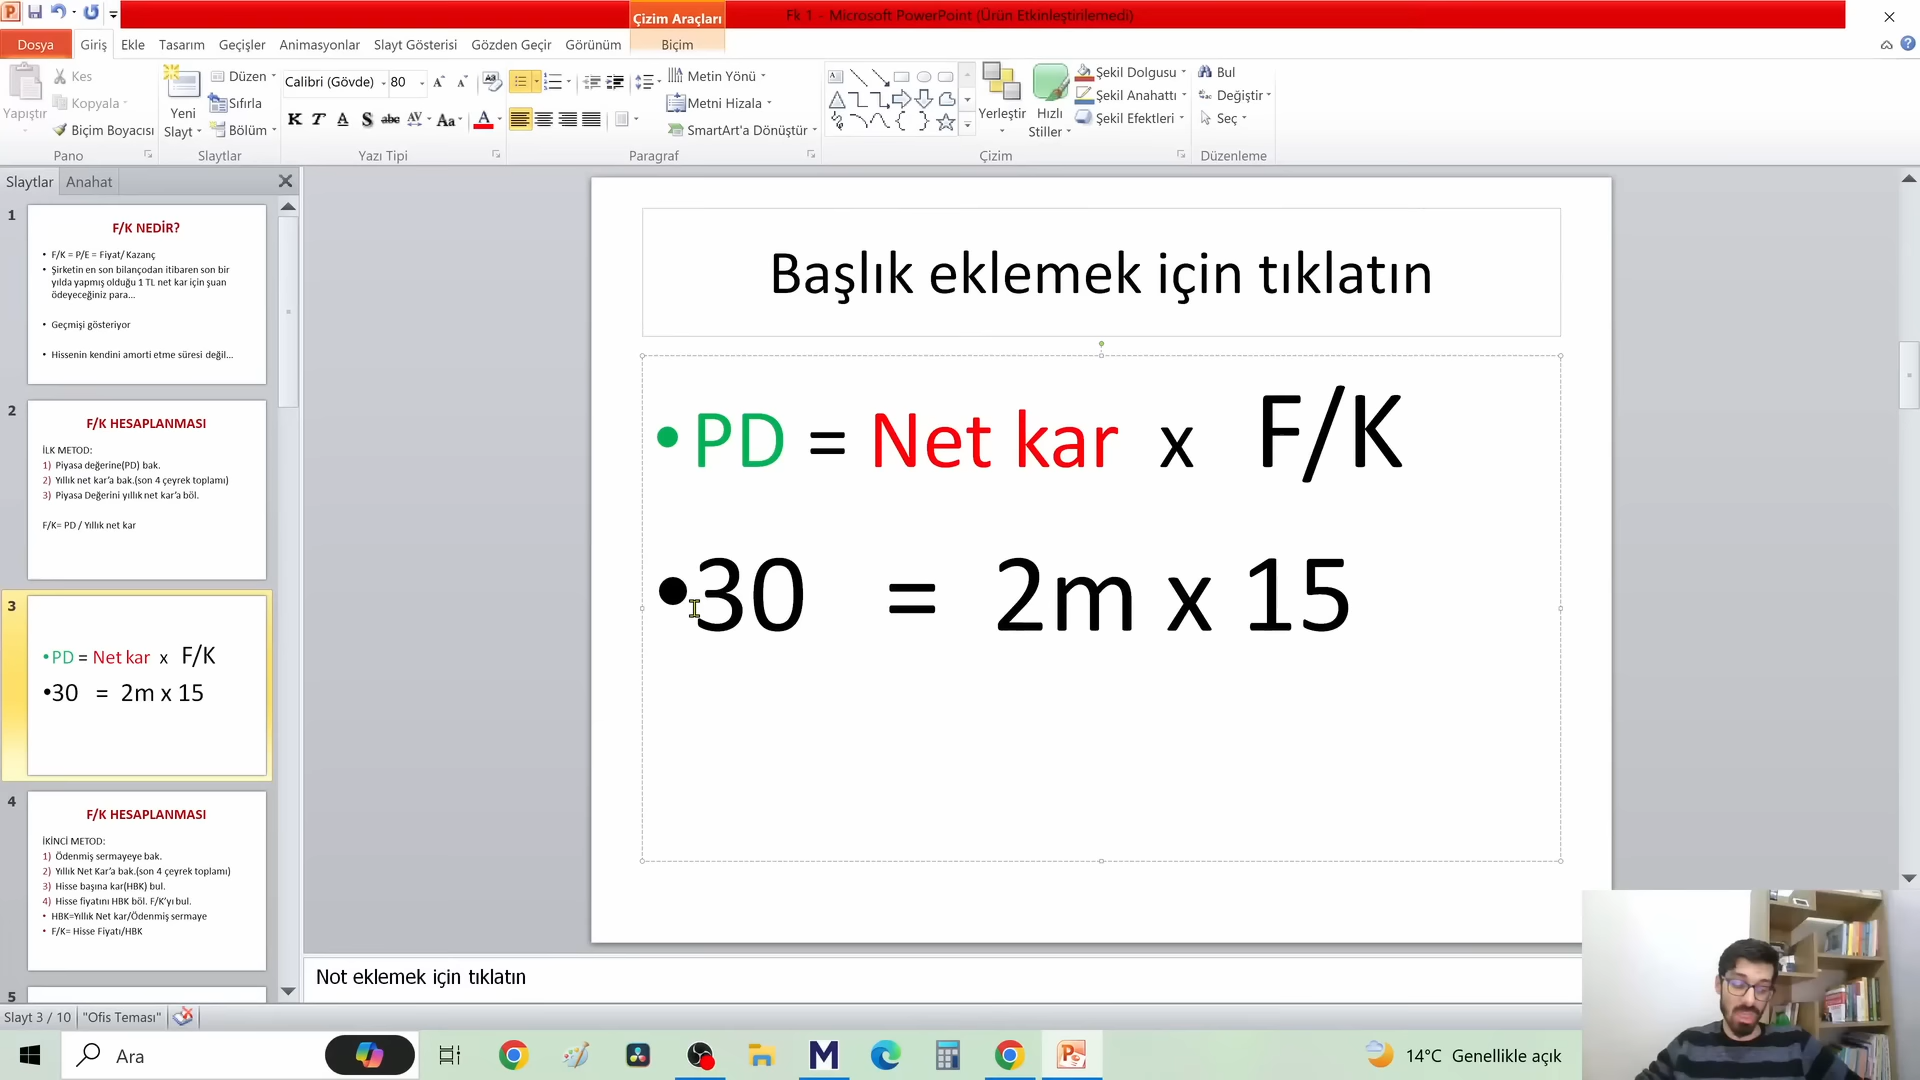 Çizim Araçları
Fk 1 - Microsoft PowerPoint (Ürün Etkinleştirilemedi)
Dosya
Giriş
Ekle
Tasarım
Geçişler
Animasyonlar
Slayt Gösterisi
Gözden Geçir
Görünüm
Biçim
Yapıştır
Kes
Kopyala
Biçim Boyacısı
Pano
Yeni
Slayt
Düzen
Sıfırla
Bölüm
Slaytlar
Calibri (Gövde)
80
K T A S abc AV Aa A
Yazı Tipi
Metin Yönü
Metni Hizala
SmartArt'a Dönüştür
Paragraf
Yerleştir
Hızlı
Stiller
Şekil Dolgusu
Şekil Anahattı
Şekil Efektleri
Çizim
Bul
Değiştir
Seç
Düzenleme
Slaytlar
Anahat
1
F/K NEDİR?
• F/K = P/E = Fiyat/ Kazanç
• Şirketin en son bilançodan itibaren son bir
yılda yapmış olduğu 1 TL net kar için şuan
ödeyeceğiniz para...
• Geçmişi gösteriyor
• Hissenin kendini amorti etme süresi değil...
2
F/K HESAPLANMASI
İLK METOD:
1) Piyasa değerine(PD) bak.
2) Yıllık net kar’a bak.(son 4 çeyrek toplamı)
3) Piyasa Değerini yıllık net kar’a böl.
F/K= PD / Yıllık net kar
3
•PD = Net kar x F/K
•30 = 2m x 15
4
F/K HESAPLANMASI
İKİNCİ METOD:
1) Ödenmiş sermayeye bak.
2) Yıllık Net Kar’a bak.(son 4 çeyrek toplamı)
3) Hisse başına kar(HBK) bul.
4) Hisse fiyatını HBK böl. F/K’yı bul.
• HBK=Yıllık Net kar/Ödenmiş sermaye
• F/K= Hisse Fiyatı/HBK
5
Başlık eklemek için tıklatın
•PD = Net kar x F/K
•30 = 2m x 15
Not eklemek için tıklatın
Slayt 3 / 10
"Ofis Teması"
Ara
14°C Genellikle açık